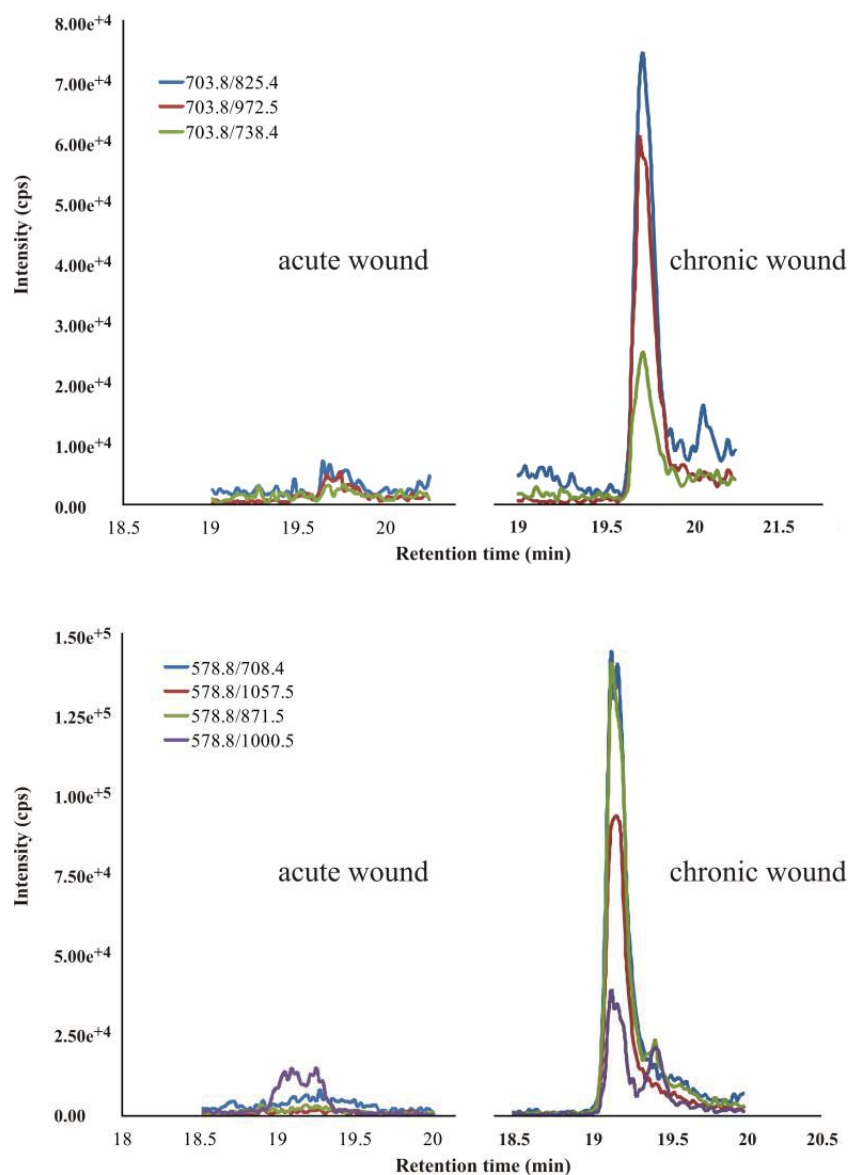 8.00e+4
7.00e+4
6.00e+4
5.00e+4
4.00e+4
3.00e+4
2.00e+4
1.00e+4
0.00
Intensity (cps)
703.8/825.4
703.8/972.5
703.8/738.4
acute wound
chronic wound
18.5 19 19.5 20 19 19.5 20 21.5
Retention time (min)
1.50e+5
1.25e+5
1.00e+5
7.50e+4
5.00e+4
2.50e+4
0.00
Intensity (cps)
578.8/708.4
578.8/1057.5
578.8/871.5
578.8/1000.5
acute wound
chronic wound
18 18.5 19 19.5 20 18.5 19 19.5 20 20.5
Retention time (min)